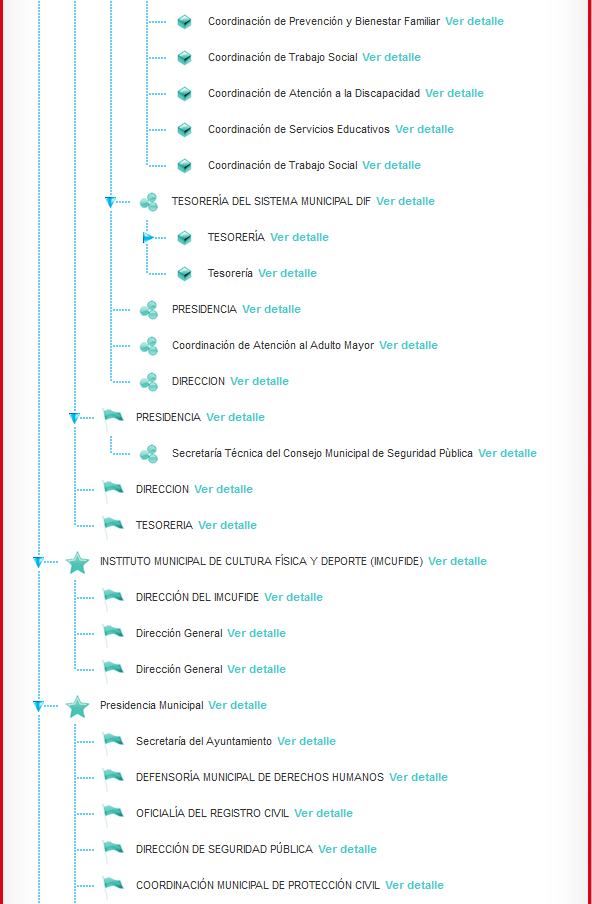 Coordinación de Prevención y Bienestar Familiar Ver detalle
Coordinación de Trabajo Social Ver detalle
Coordinación de Atención a la Discapacidad Ver detalle
Coordinación de Servicios Educativos Ver detalle
Coordinación de Trabajo Social Ver detalle
TESORERÍA DEL SISTEMA MUNICIPAL DIF Ver detalle
TESORERÍA Ver detalle
Tesorería Ver detalle
PRESIDENCIA Ver detalle
Coordinación de Atención al Adulto Mayor Ver detalle
DIRECCION Ver detalle
PRESIDENCIA Ver detalle
Secretaría Técnica del Consejo Municipal de Seguridad Pùblica Ver detalle
DIRECCION Ver detalle
TESORERIA Ver detalle
INSTITUTO MUNICIPAL DE CULTURA FÍSICA Y DEPORTE (IMCUFIDE) Ver detalle
DIRECCIÓN DEL IMCUFIDE Ver detalle
Dirección General Ver detalle
Dirección General Ver detalle
Presidencia Municipal Ver detalle
Secretaría del Ayuntamiento Ver detalle
DEFENSORÍA MUNICIPAL DE DERECHOS HUMANOS Ver detalle
OFICIALÍA DEL REGISTRO CIVIL Ver detalle
DIRECCIÓN DE SEGURIDAD PÚBLICA Ver detalle
COORDINACIÓN MUNICIPAL DE PROTECCIÓN CIVIL Ver detalle